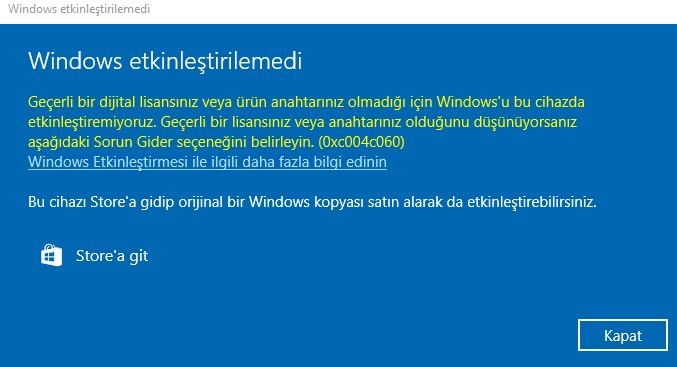 Windows etkinleştirilemedi
Windows etkinleştirilemedi
Geçerli bir dijital lisansınız veya ürün anahtarınız olmadığı için Windows'u bu cihazda
etkinleştiremiyoruz. Geçerli bir lisansınız veya anahtarınız olduğunu düşünüyorsanız
aşağıdaki Sorun Gider seçeneğini belirleyin. (0xc004c060)
Windows Etkinleştirmesi ile ilgili daha fazla bilgi edinin
Bu cihazı Store'a gidip orijinal bir Windows kopyası satın alarak da etkinleştirebilirsiniz.
Store'a git
Kapat